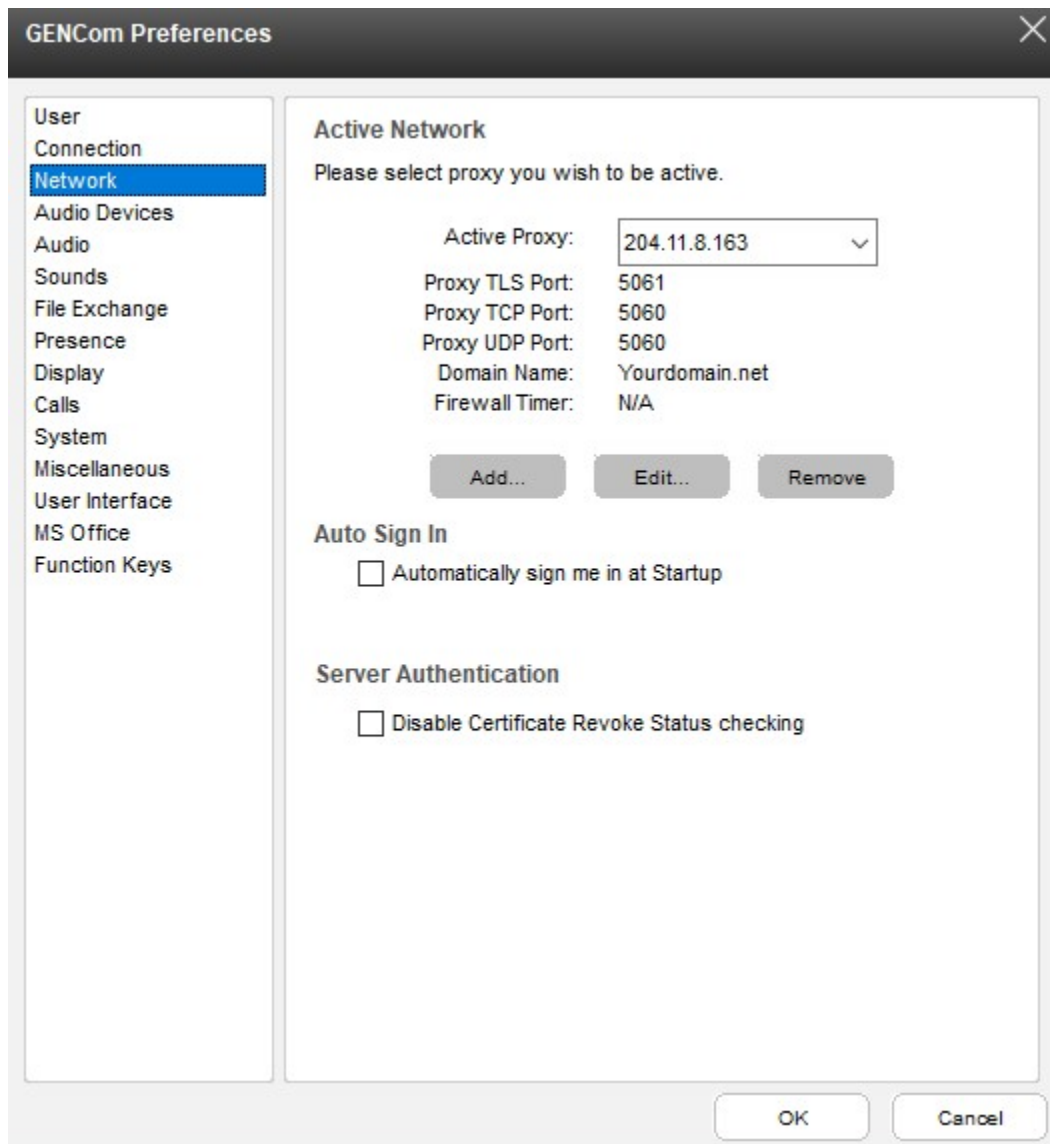 GENCom Preferences
User
Connection
Network
Audio Devices
Audio
Sounds
File Exchange
Presence
Display
Calls
System
Miscellaneous
User Interface
MS Office
Function Keys
Active Network
Please select proxy you wish to be active.
Active Proxy: 204.11.8.163
Proxy TLS Port: 5061
Proxy TCP Port: 5060
Proxy UDP Port: 5060
Domain Name: Yourdomain.net
Firewall Timer: N/A
Add... Edit... Remove
Auto Sign In
Automatically sign me in at Startup
Server Authentication
Disable Certificate Revoke Status checking
OK Cancel